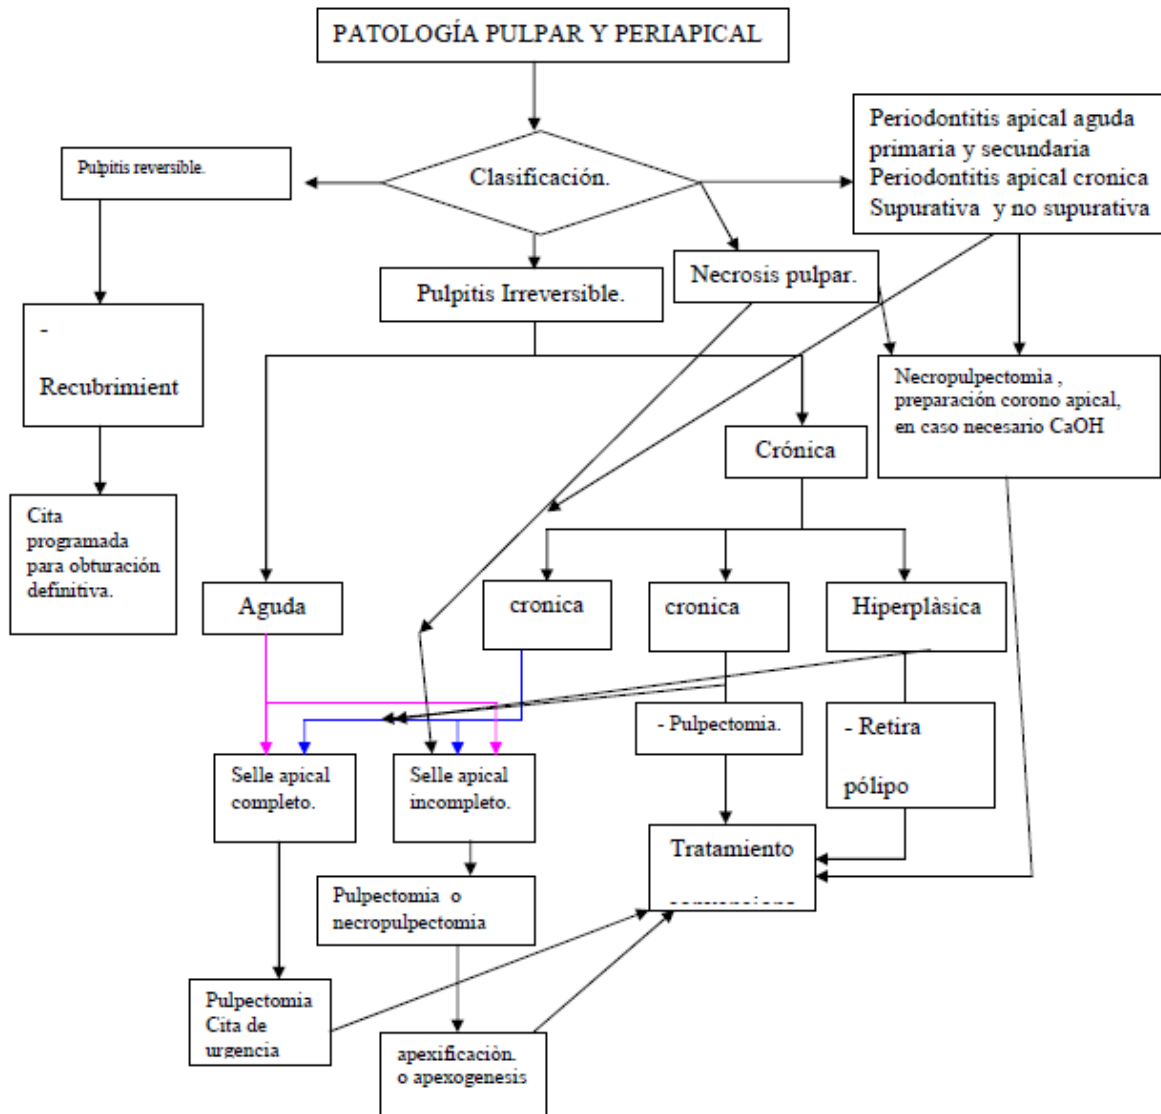 PATOLOGÍA PULPAR Y PERIAPICAL
Periodontitis apical aguda
primaria y secundaria
Periodontitis apical cronica
Supurativa y no supurativa
Pulpitis reversible.
Clasificación.
Necrosis pulpar.
Pulpitis Irreversible.
-
Recubrimient
Necropulpectomìa ,
preparación corono apical,
en caso necesario CaOH
Crónica
Cita
programada
para obturación
definitiva.
Aguda
cronica
cronica
Hiperplàsica
- Pulpectomia.
- Retira
pólipo
Selle apical
completo.
Selle apical
incompleto.
Tratamiento
Pulpectomia o
necropulpectomia
Pulpectomia
Cita de
urgencia
apexificaciòn.
o apexogenesis